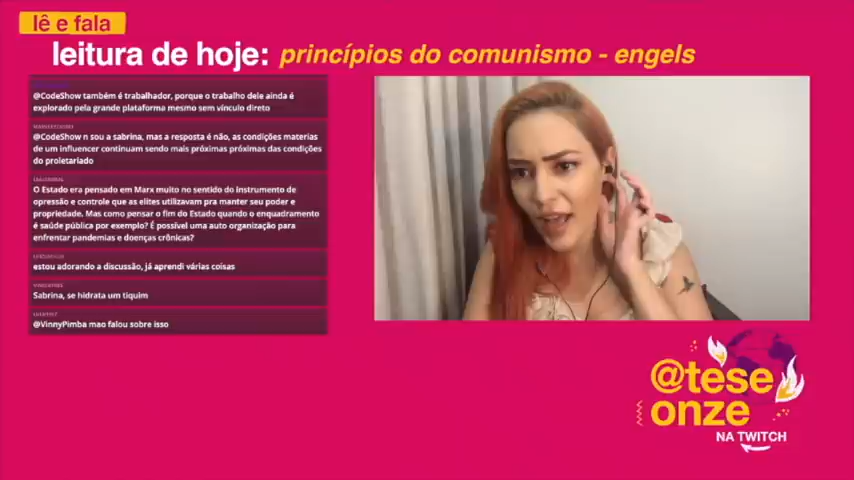 lê e fala
leitura de hoje: princípios do comunismo - engels
@CodeShow também é trabalhador, porque o trabalho dele ainda é
explorado pela grande plataforma mesmo sem vínculo direto
@CodeShow n sou a sabrina, mas a resposta é não, as condições materias
de um influencer continuam sendo mais próximas próximas das condições
do proletariado
O Estado era pensado em Marx muito no sentido do instrumento de
opressão e controle que as elites utilizavam pra manter seu poder e
propriedade. Mas como pensar o fim do Estado quando o enquadramento
é saúde pública por exemplo? É possível uma auto organização para
enfrentar pandemias e doenças crônicas?
estou adorando a discussão, já aprendi várias coisas
Sabrina, se hidrata um tiquim
@VinnyPimba mao falou sobre isso
@tese
onze
NA TWITCH